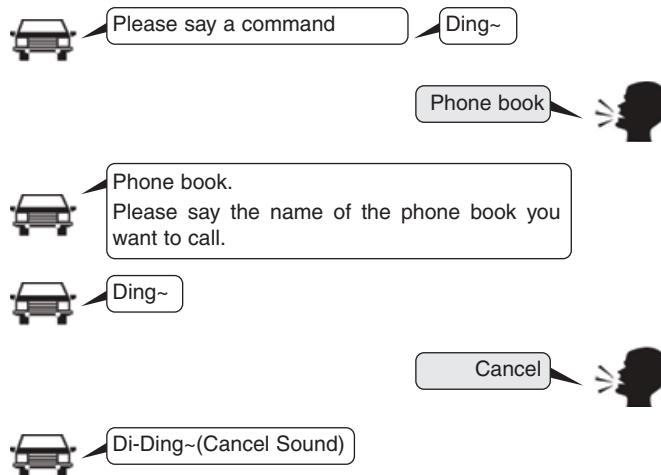 Please say a command
Ding~
Phone book
Phone book.
Please say the name of the phone book you
want to call.
Ding~
Cancel
Di-Ding~(Cancel Sound)